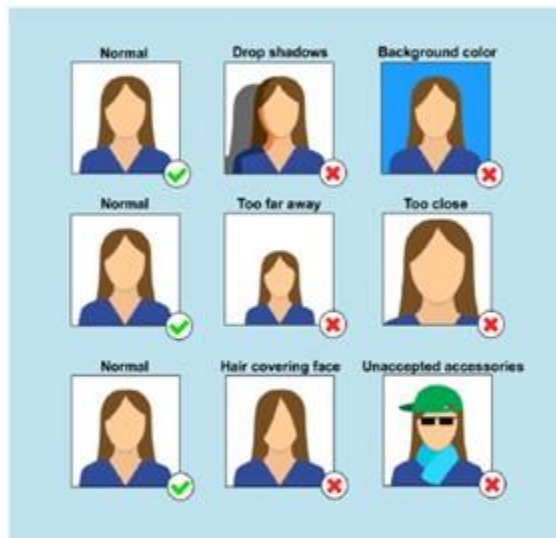 Normal
Drop shadows
Background color
Normal
Too far away
Too close
Normal
Hair covering face
Unaccepted accessories